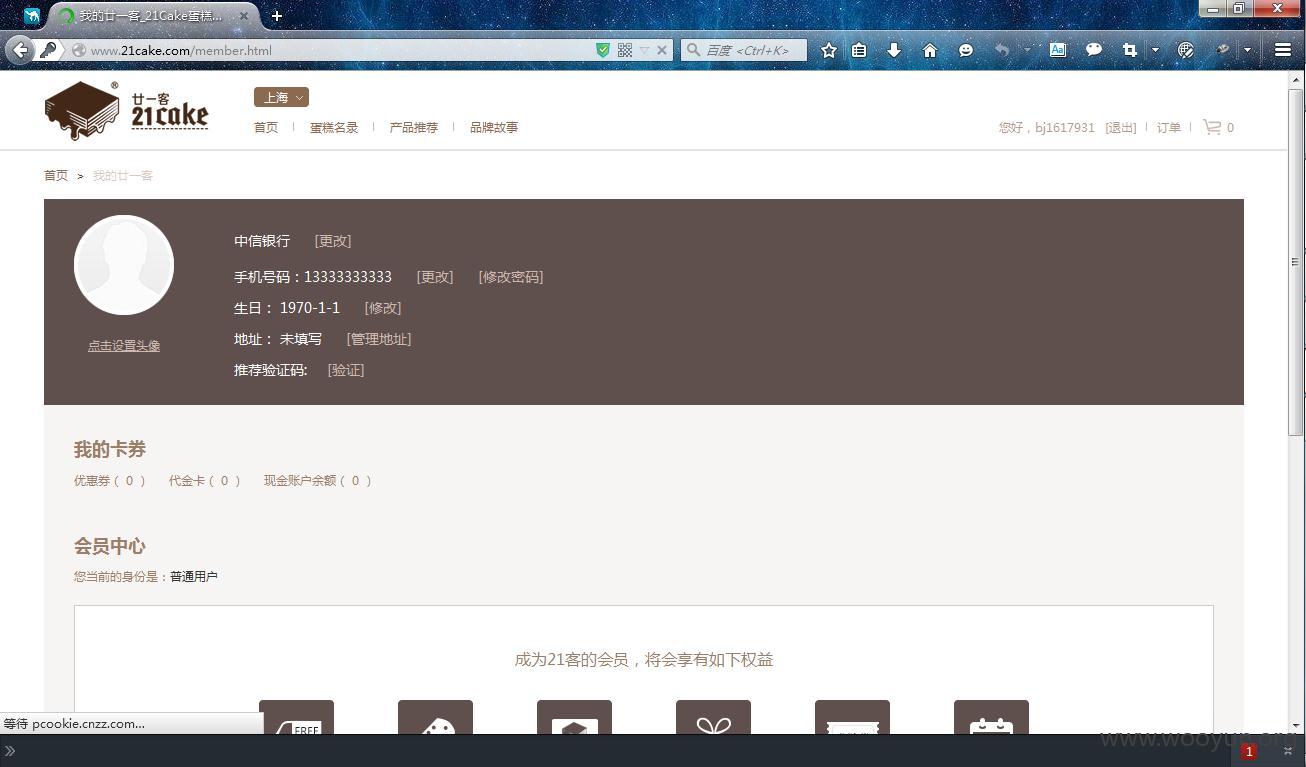 我的廿一客_21Cake蛋糕...
www.21cake.com/member.html
百度 <Ctrl+K>
廿一客
21cake
®
上海
首页 蛋糕名录 产品推荐 品牌故事
您好，bj1617931 [退出] 订单 0
首页 > 我的廿一客
中信银行 [更改]
手机号码：13333333333 [更改] [修改密码]
生日： 1970-1-1 [修改]
点击设置头像
地址： 未填写 [管理地址]
推荐验证码: [验证]
我的卡券
优惠券（ 0 ） 代金卡（ 0 ） 现金账户余额（ 0 ）
会员中心
您当前的身份是：普通用户
成为21客的会员，将会享有如下权益
FREE
等待 pcookie.cnzz.com...
www.wooyun.org
1